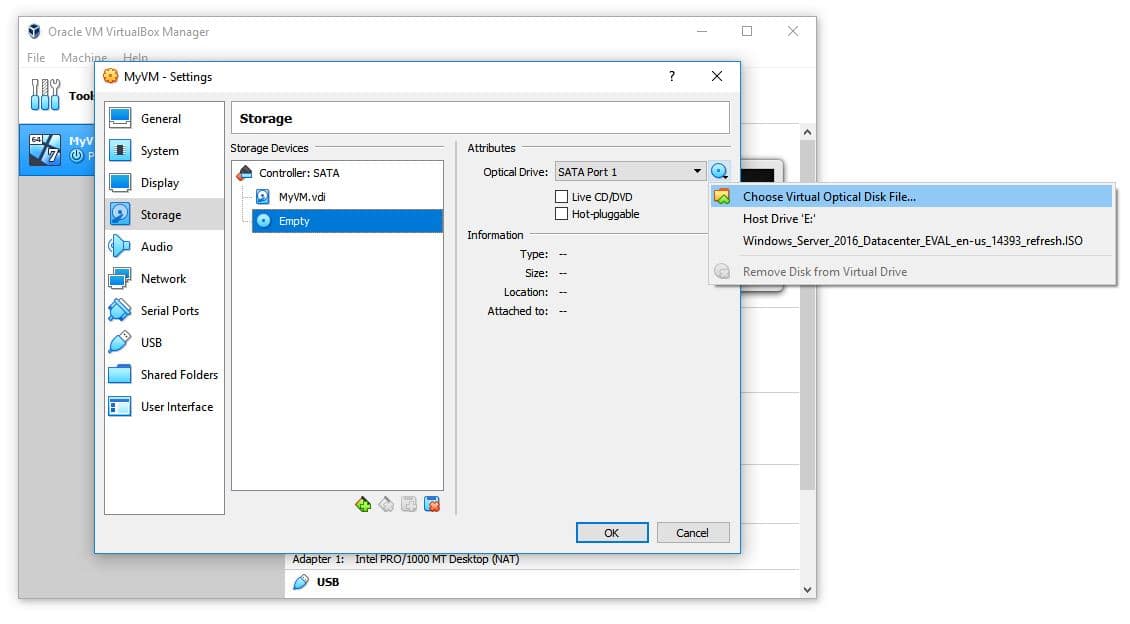 Oracle VM VirtualBox Manager
File Machine Help
Tool
64
7
MyV
P
MyVM - Settings
?
General
System
Display
Storage
Audio
Network
Serial Ports
USB
Shared Folders
User Interface
Storage
Storage Devices
Controller: SATA
MyVM.vdi
Empty
Attributes
Optical Drive: SATA Port 1
Live CD/DVD
Hot-pluggable
Information
Type: --
Size: --
Location: --
Attached to: --
Choose Virtual Optical Disk File...
Host Drive 'E:'
Windows_Server_2016_Datacenter_EVAL_en-us_14393_refresh.ISO
Remove Disk from Virtual Drive
OK Cancel
Adapter 1: Intel PRO/1000 MT Desktop (NAT)
USB